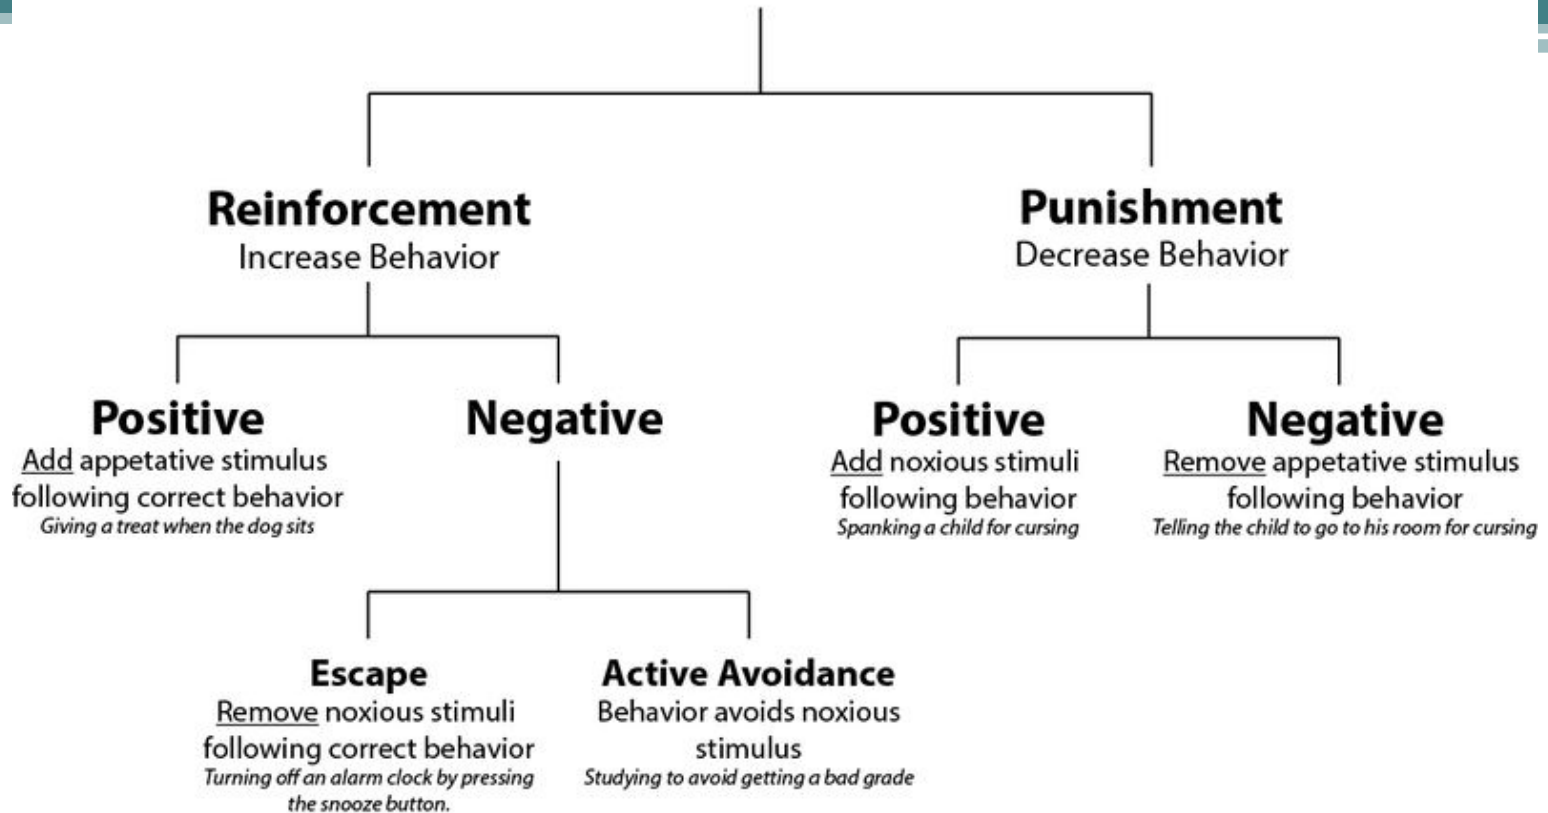 Reinforcement
Increase Behavior
Punishment
Decrease Behavior
Positive
Add appetative stimulus
following correct behavior
Giving a treat when the dog sits
Negative
Positive
Add noxious stimuli
following behavior
Spanking a child for cursing
Negative
Remove appetative stimulus
following behavior
Telling the child to go to his room for cursing
Escape
Remove noxious stimuli
following correct behavior
Turning off an alarm clock by pressing
the snooze button.
Active Avoidance
Behavior avoids noxious
stimulus
Studying to avoid getting a bad grade